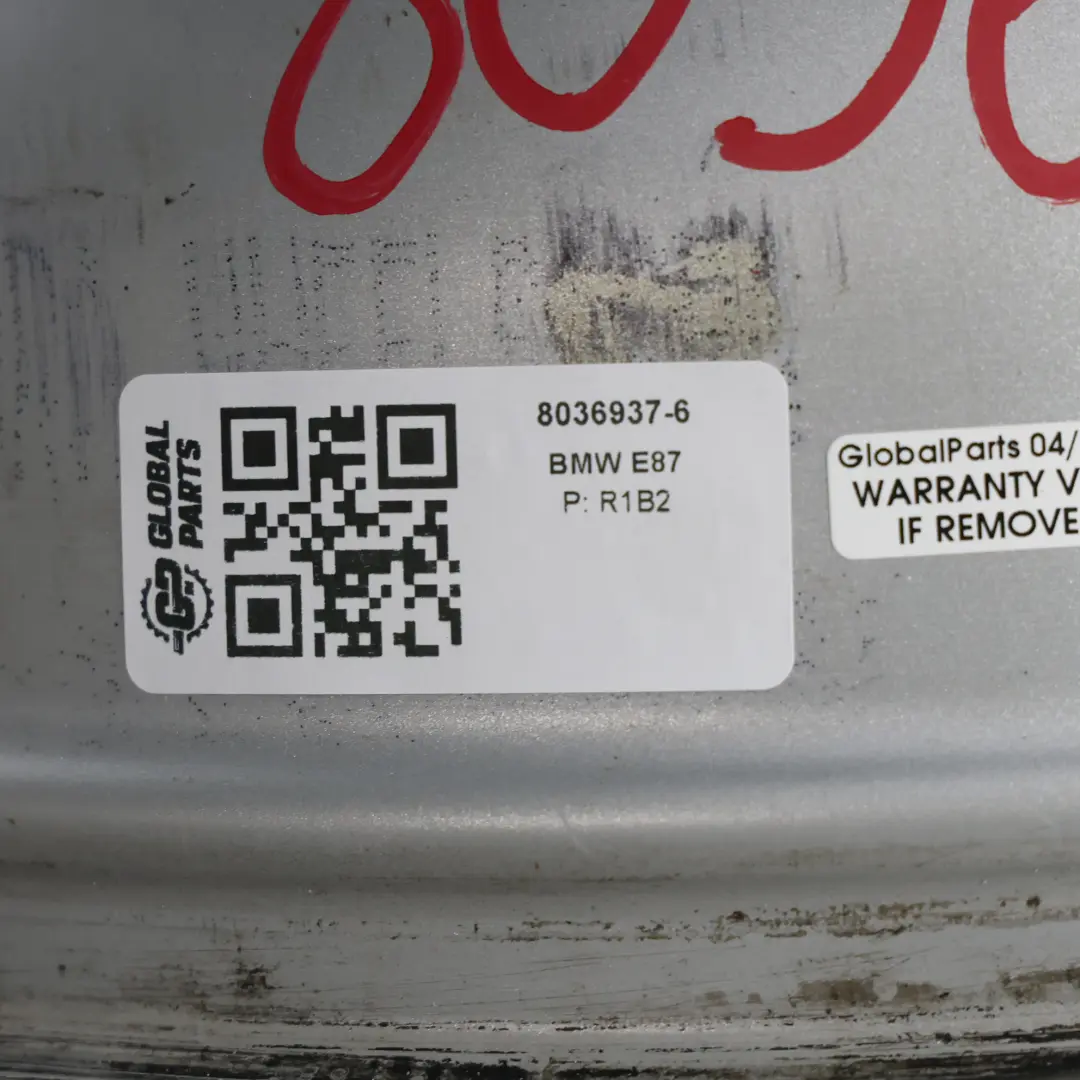 GLOBAL
PARTS
8036937-6
BMW E87
P: R1B2
GlobalParts 04/
WARRANTY V
IF REMOVE